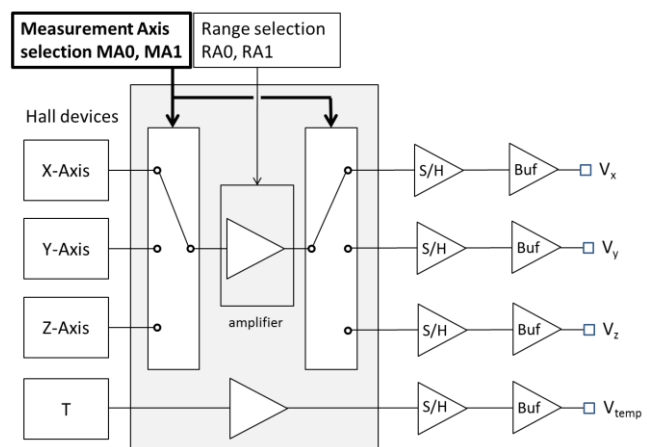 Measurement Axis
selection MA0, MA1
Range selection
RA0, RA1
Hall devices
X-Axis
S/H
Buf
Vx
Y-Axis
S/H
Buf
Vy
amplifier
Z-Axis
S/H
Buf
Vz
T
S/H
Buf
Vtemp